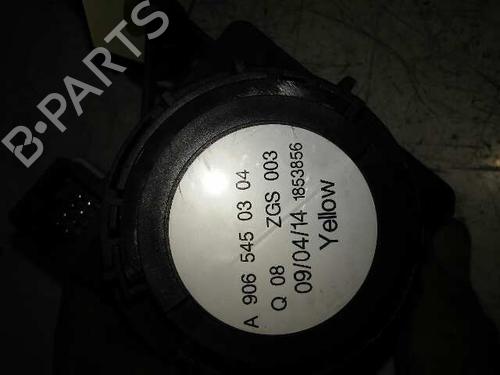 A 906 545 03 04
Q 08 ZGS 003
09/04/14 1853856
Yellow
B-PARTS